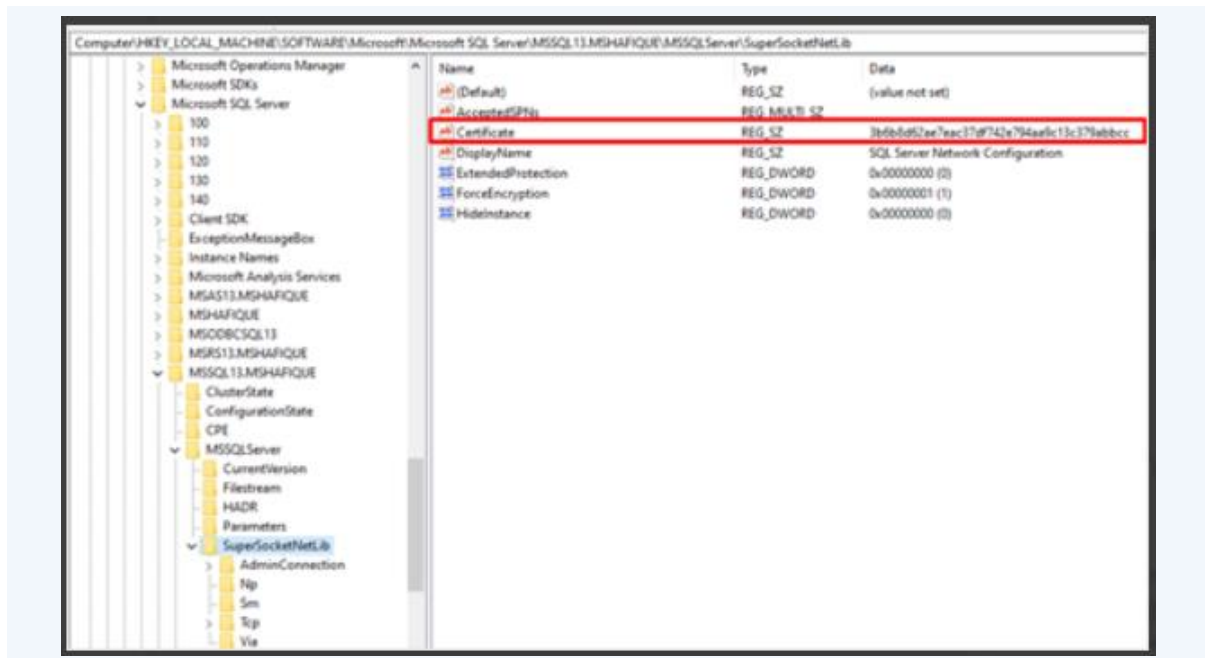 Computer\HKEY_LOCAL_MACHINE\SOFTWARE\Microsoft\Microsoft SQL Server\MSSQL13.MSHAFIQUE\MSSQLServer\SuperSocketNetLib
Microsoft Operations Manager
Microsoft SDKs
Microsoft SQL Server
100
110
120
130
140
Client SDK
ExceptionMessageBox
Instance Names
Microsoft Analysis Services
MSAS13.MSHAFIQUE
MSHAFIQUE
MSODBCSQL13
MSRS13.MSHAFIQUE
MSSQL13.MSHAFIQUE
ClusterState
ConfigurationState
CPE
MSSQLServer
CurrentVersion
Filestream
HADR
Parameters
SuperSocketNetLib
AdminConnection
Np
Sm
Tcp
Via
Name Type Data
(Default) REG_SZ (value not set)
AcceptedSPNs REG_MULTI_SZ
Certificate REG_SZ
DisplayName REG_SZ SQL Server Network Configuration
ExtendedProtection REG_DWORD 0x00000000 (0)
ForceEncryption REG_DWORD 0x00000001 (1)
HideInstance REG_DWORD 0x00000000 (0)